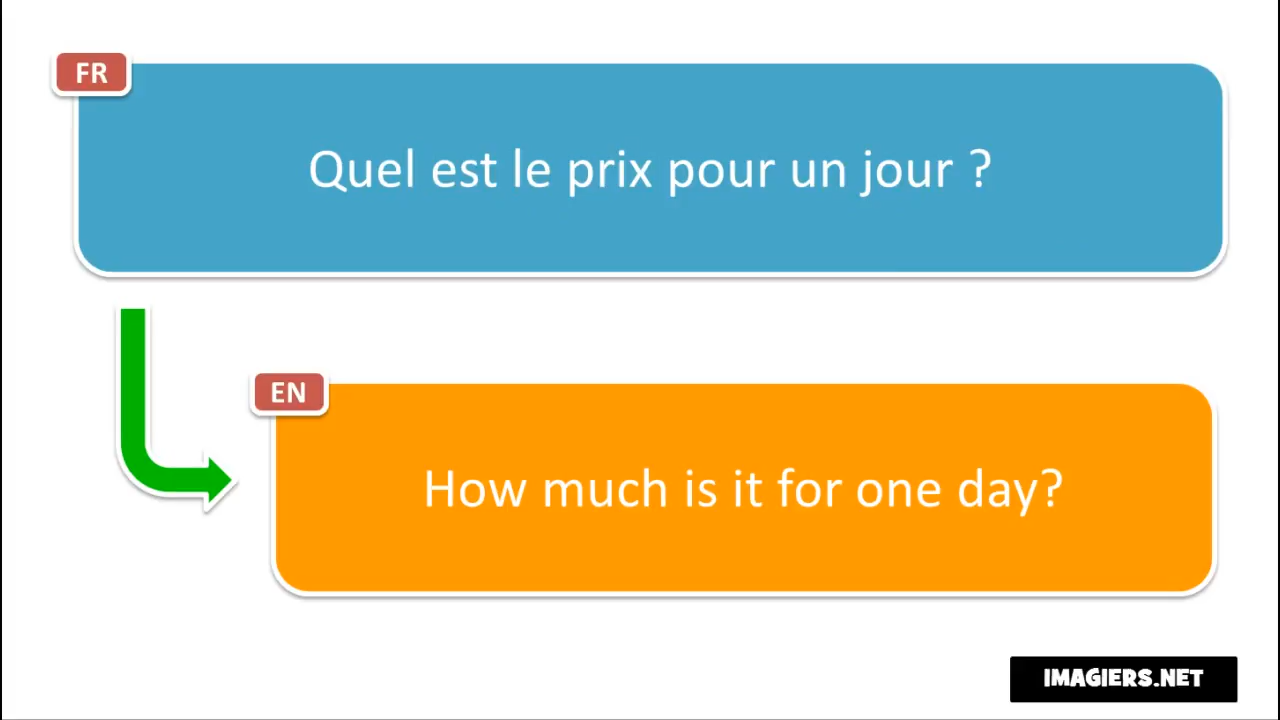 FR
Quel est le prix pour un jour ?
EN
How much is it for one day?
IMAGIERS.NET